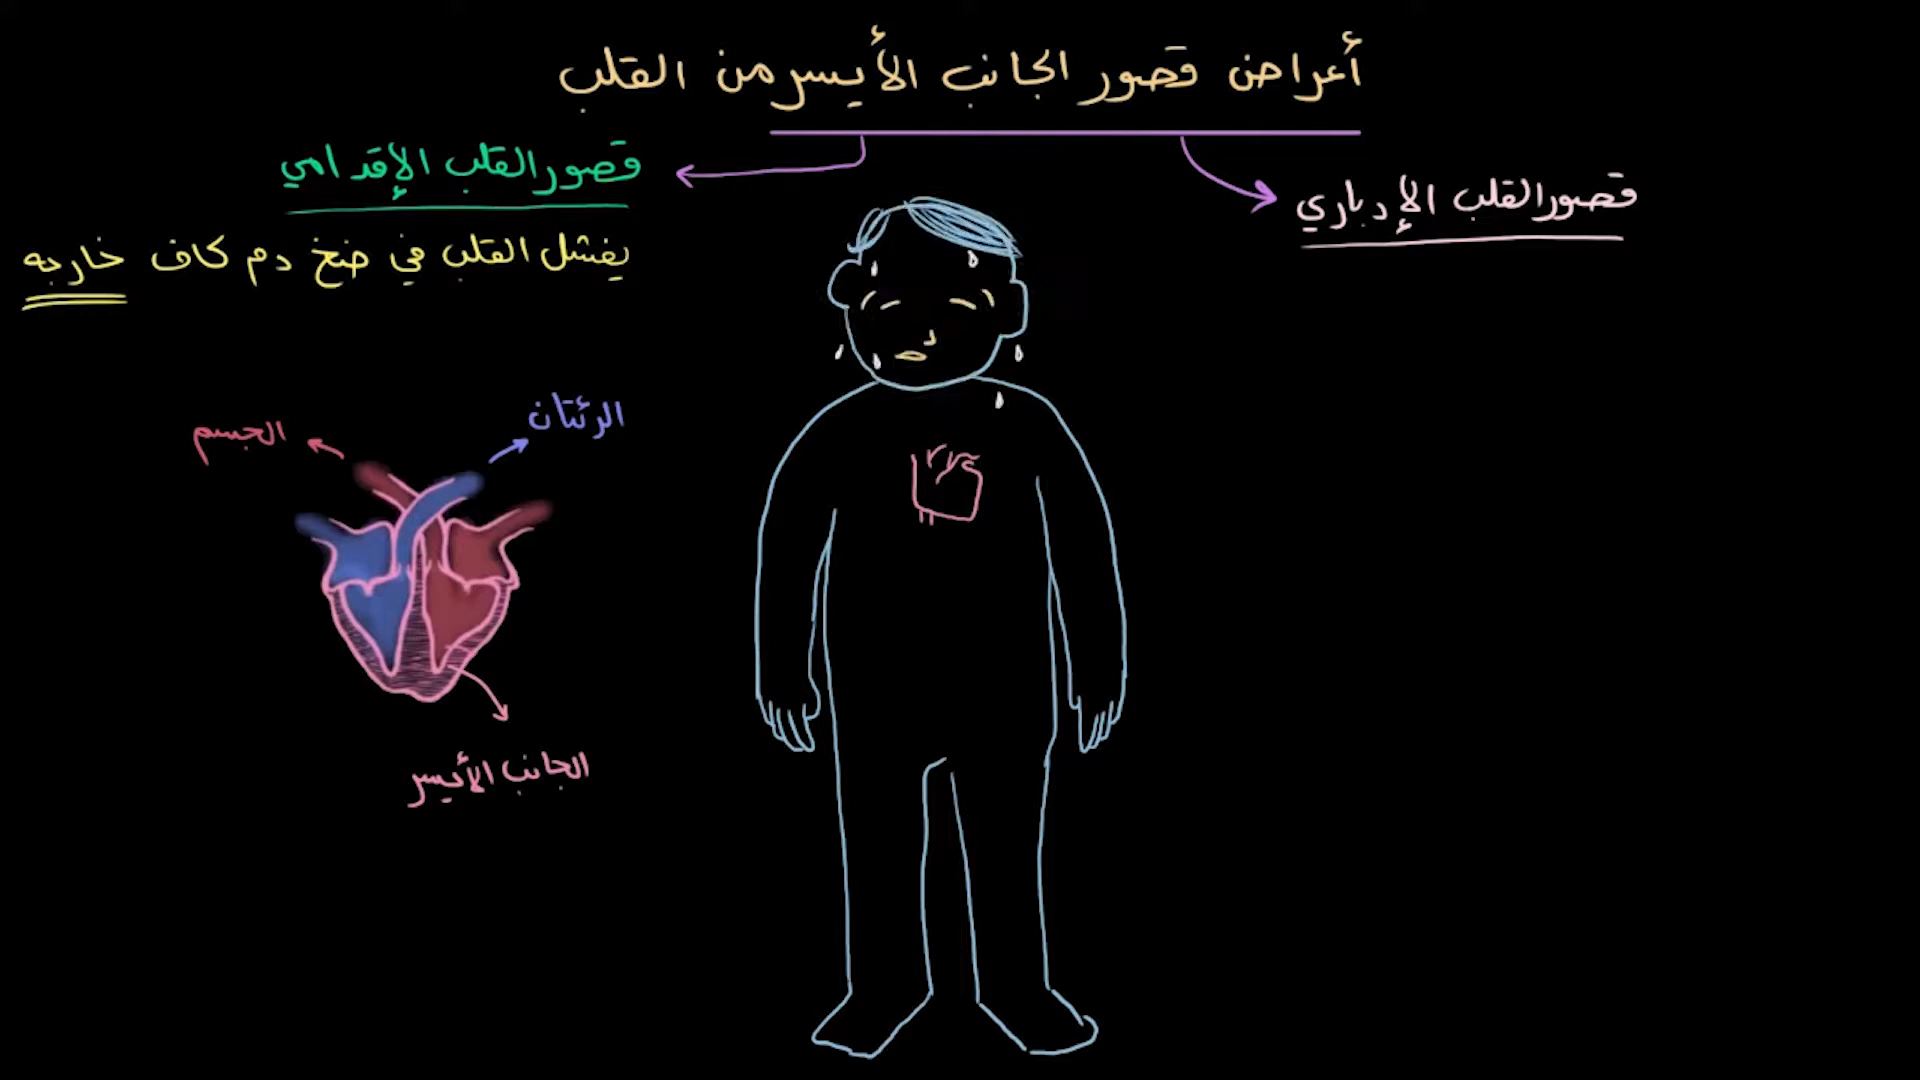 أعراض قصور الجانب الأيسر من القلب
قصور القلب الإدباري
قصور القلب الإقدامي
يفشل القلب في ضخ دم كاف خارجه
الرئتان
الجسم
الجانب الأيسر